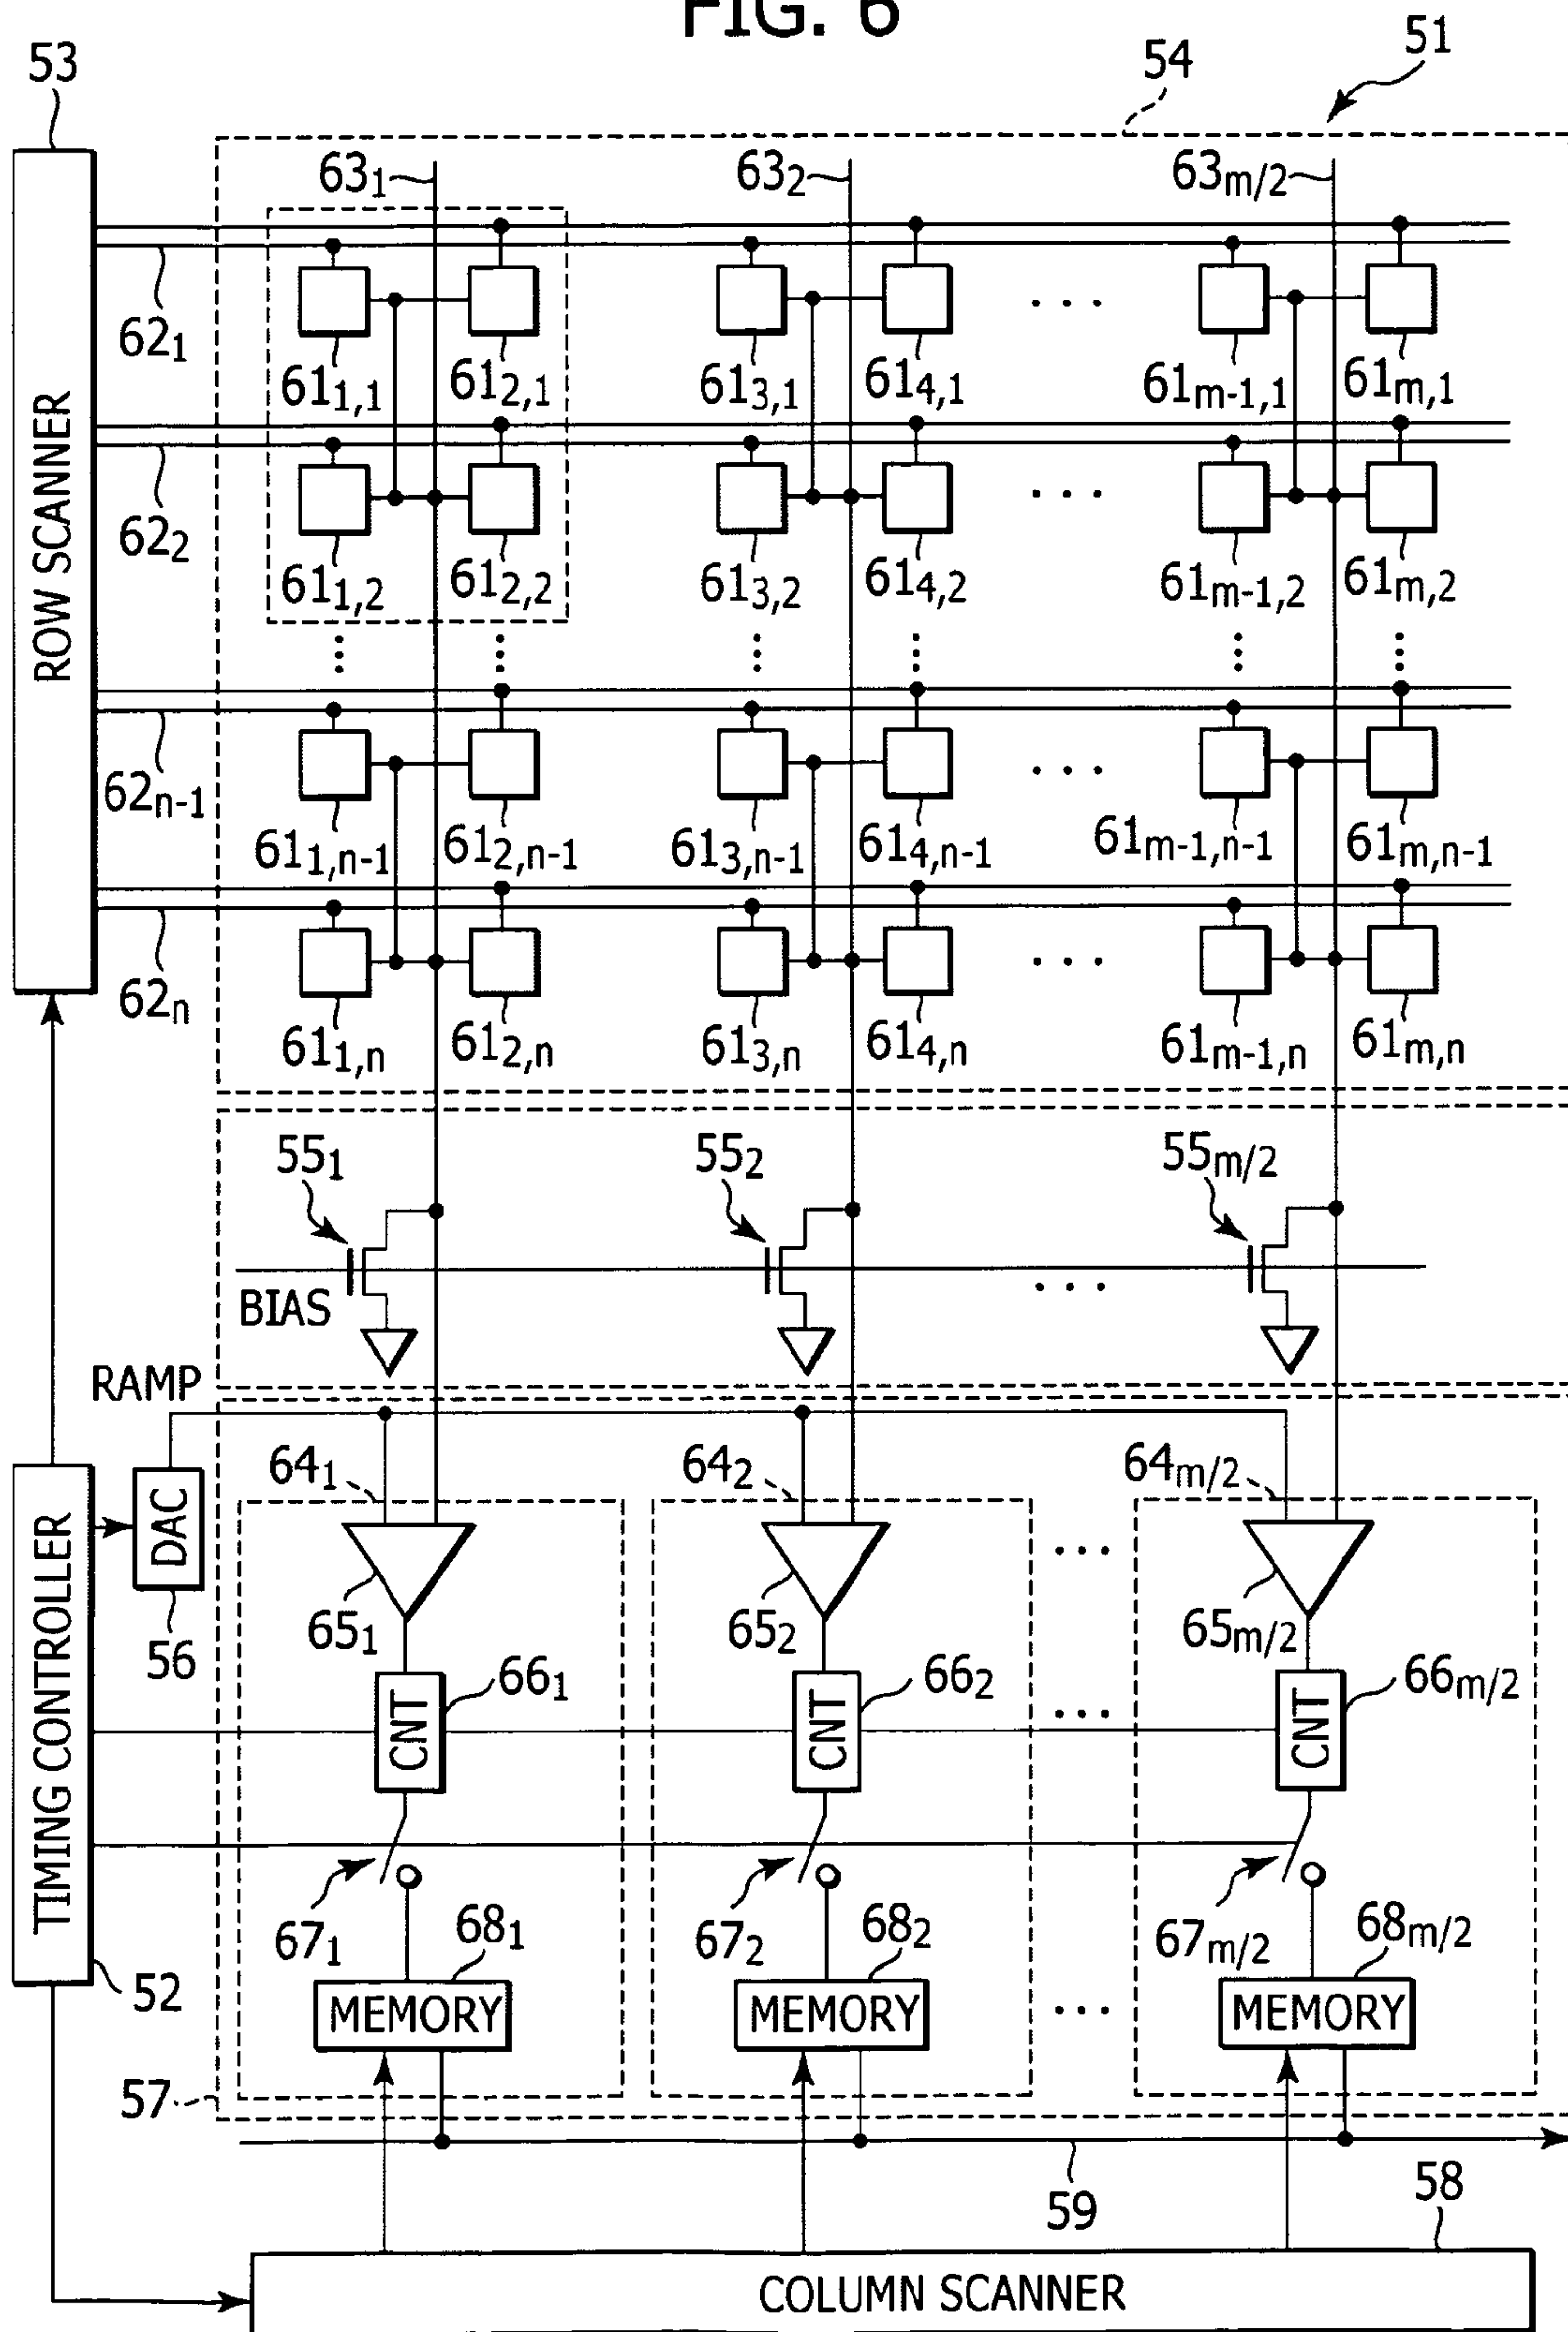 FIG. 6
53
54
51
63₁
63₂
63m/2
62₁
61₁,₁
61₂,₁
61₃,₁
61₄,₁
61m-1,1
61m,1
ROW SCANNER
62₂
61₁,₂
61₂,₂
61₃,₂
61₄,₂
61m-1,2
61m,2
62n-1
61₁,n-1
61₂,n-1
61₃,n-1
61₄,n-1
61m-1,n-1
61m,n-1
62n
61₁,n
61₂,n
61₃,n
61₄,n
61m-1,n
61m,n
55₁
55₂
55m/2
BIAS
RAMP
64₁
64₂
64m/2
TIMING CONTROLLER
DAC
56
65₁
65₂
65m/2
CNT
66₁
CNT
66₂
CNT
66m/2
67₁
67₂
67m/2
68₁
68₂
68m/2
52
MEMORY
MEMORY
MEMORY
57
59
58
COLUMN SCANNER